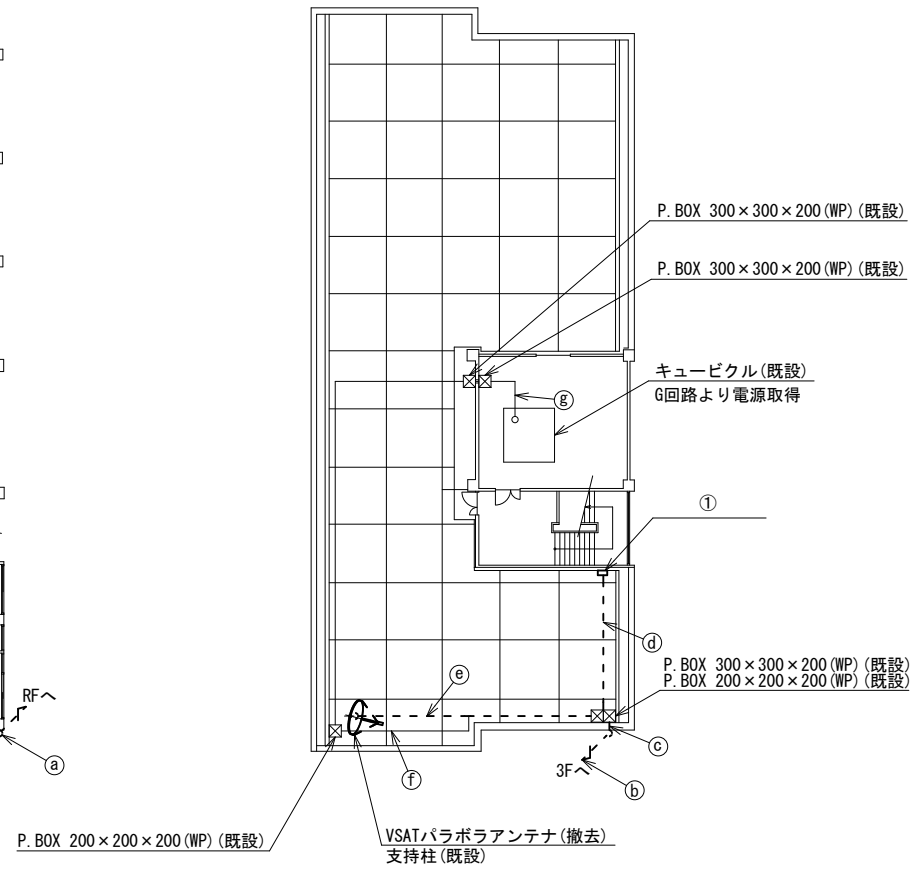 P.BOX 300×300×200(WP)(既設)
P.BOX 300×300×200(WP)(既設)
キュービクル(既設)
G回路より電源取得
ⓖ
①
ⓓ
P.BOX 300×300×200(WP)(既設)
P.BOX 200×200×200(WP)(既設)
ⓔ
RFへ
ⓐ
ⓒ
3Fへ
ⓑ
ⓕ
P.BOX 200×200×200(WP)(既設)
VSATパラボラアンテナ(撤去)
支持柱(既設)